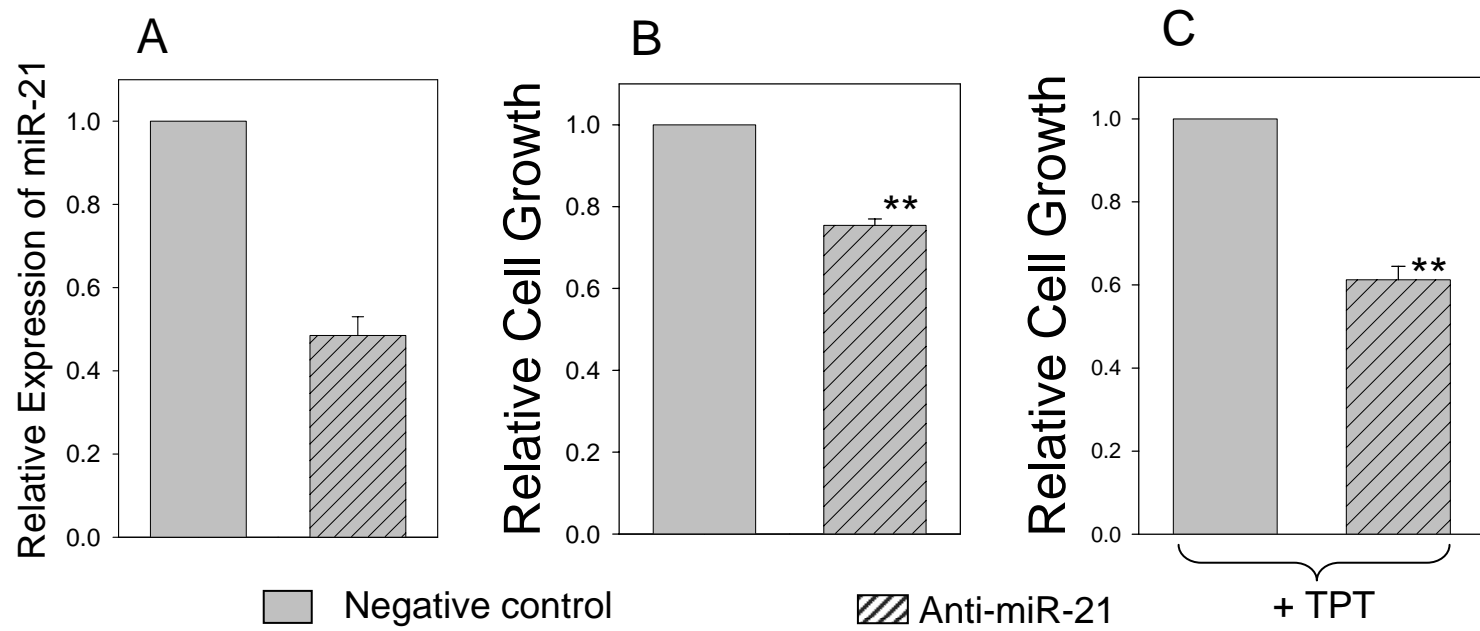 A
Relative Expression of miR-21
1.0
0.8
0.6
0.4
0.2
0.0
B
Relative Cell Growth
1.0
0.8
0.6
0.4
0.2
0.0
**
C
Relative Cell Growth
1.0
0.8
0.6
0.4
0.2
0.0
**
Negative control
Anti-miR-21
+ TPT